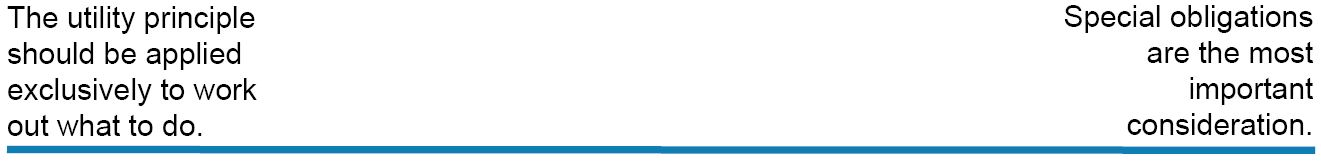 The utility principle
should be applied
exclusively to work
out what to do.
Special obligations
are the most
important
consideration.